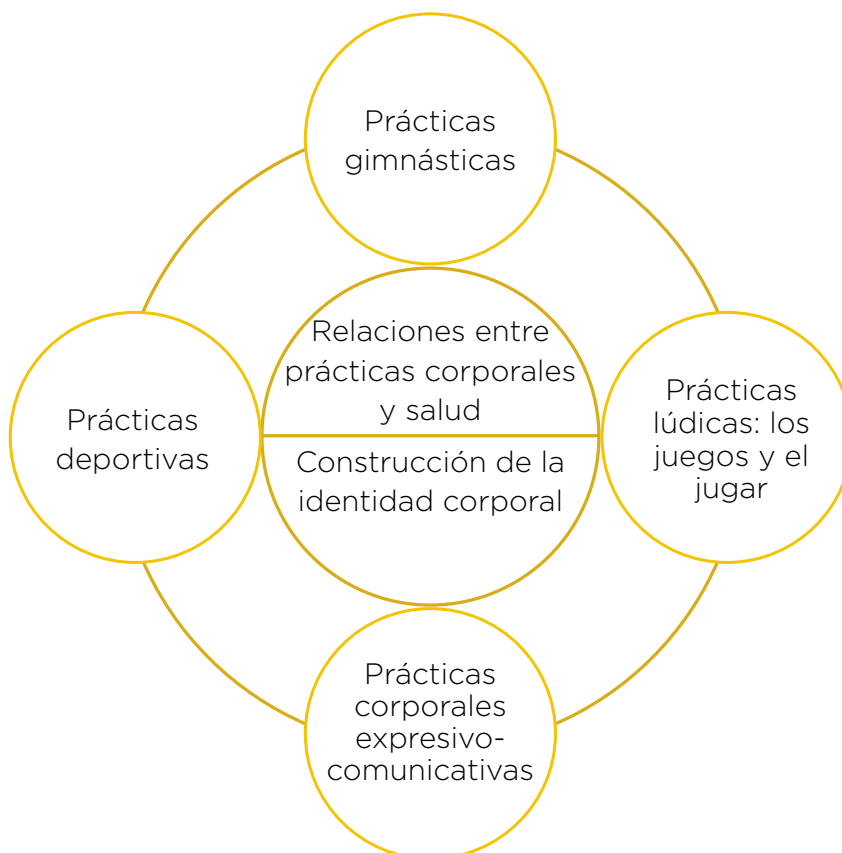 Prácticas
gimnásticas
Relaciones entre
prácticas corporales
y salud
Prácticas
deportivas
Prácticas
lúdicas: los
juegos y el
jugar
Construcción de la
identidad corporal
Prácticas
corporales
expresivo-
comunicativas